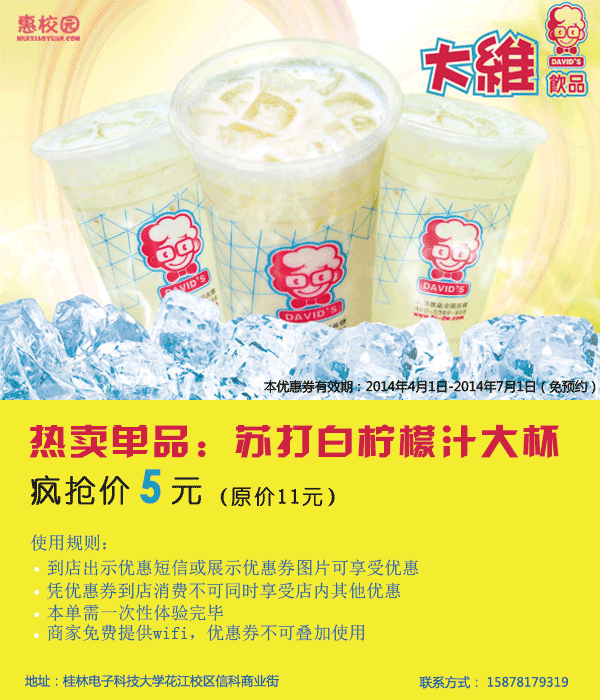 惠校园
HUIXIAOYUAN.COM
大維
DAVID'S
飲品
DAVID'S
DAVID'S
DAVID'S
本优惠券有效期：2014年4月1日-2014年7月1日（免预约）
热卖单品：苏打白柠檬汁大杯
疯抢价5元（原价11元）
使用规则：
到店出示优惠短信或展示优惠券图片可享受优惠
凭优惠券到店消费不可同时享受店内其他优惠
本单需一次性体验完毕
商家免费提供wifi，优惠券不可叠加使用
地址：桂林电子科技大学花江校区信科商业街
联系方式： 15878179319